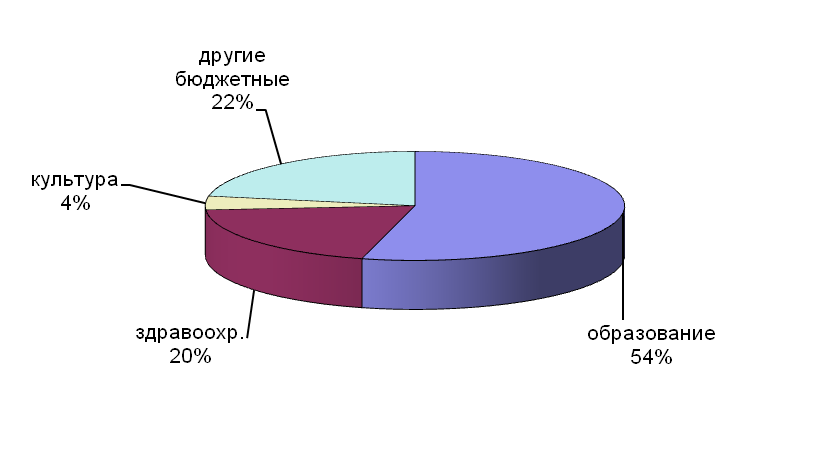 другие
бюджетные
22%
культура
4%
здравоохр.
20%
образование
54%